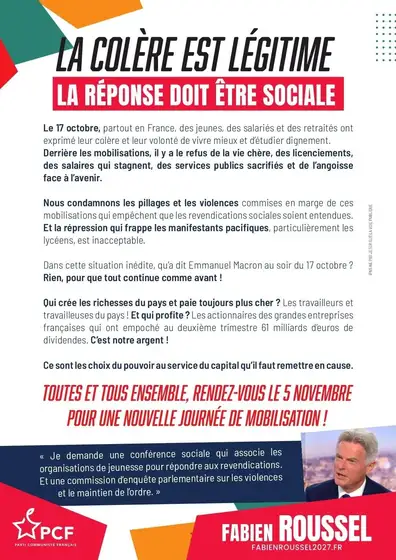 LA COLÈRE EST LÉGITIME
LA RÉPONSE DOIT ÊTRE SOCIALE
Le 17 octobre, partout en France, des jeunes, des salariés et des retraités ont
exprimé leur colère et leur volonté de vivre mieux et d'étudier dignement.
Derrière les mobilisations, il y a le refus de la vie chère, des licenciements,
des salaires qui stagnent, des services publics sacrifiés et de l'angoisse
face à l'avenir.
Nous condamnons les pillages et les violences commises en marge de ces
mobilisations qui empêchent que les revendications sociales soient entendues.
Et la répression qui frappe les manifestants pacifiques, particulièrement les
lycéens, est inacceptable.
Dans cette situation inédite, qu'a dit Emmanuel Macron au soir du 17 octobre ?
Rien, pour que tout continue comme avant !
Qui crée les richesses du pays et paie toujours plus cher ? Les travailleurs et
travailleuses du pays ! Et qui profite ? Les actionnaires des grandes entreprises
françaises qui ont empoché au deuxième trimestre 61 milliards d'euros de
dividendes. C'est notre argent !
Ce sont les choix du pouvoir au service du capital qu'il faut remettre en cause.
TOUTES ET TOUS ENSEMBLE, RENDEZ-VOUS LE 5 NOVEMBRE
POUR UNE NOUVELLE JOURNÉE DE MOBILISATION !
« Je demande une conférence sociale qui associe les
organisations de jeunesse pour répondre aux revendications.
Et une commission d'enquête parlementaire sur les violences
et le maintien de l'ordre. »
PCF
PARTI COMMUNISTE FRANÇAIS
FABIEN ROUSSEL
FABIENROUSSEL2027.FR